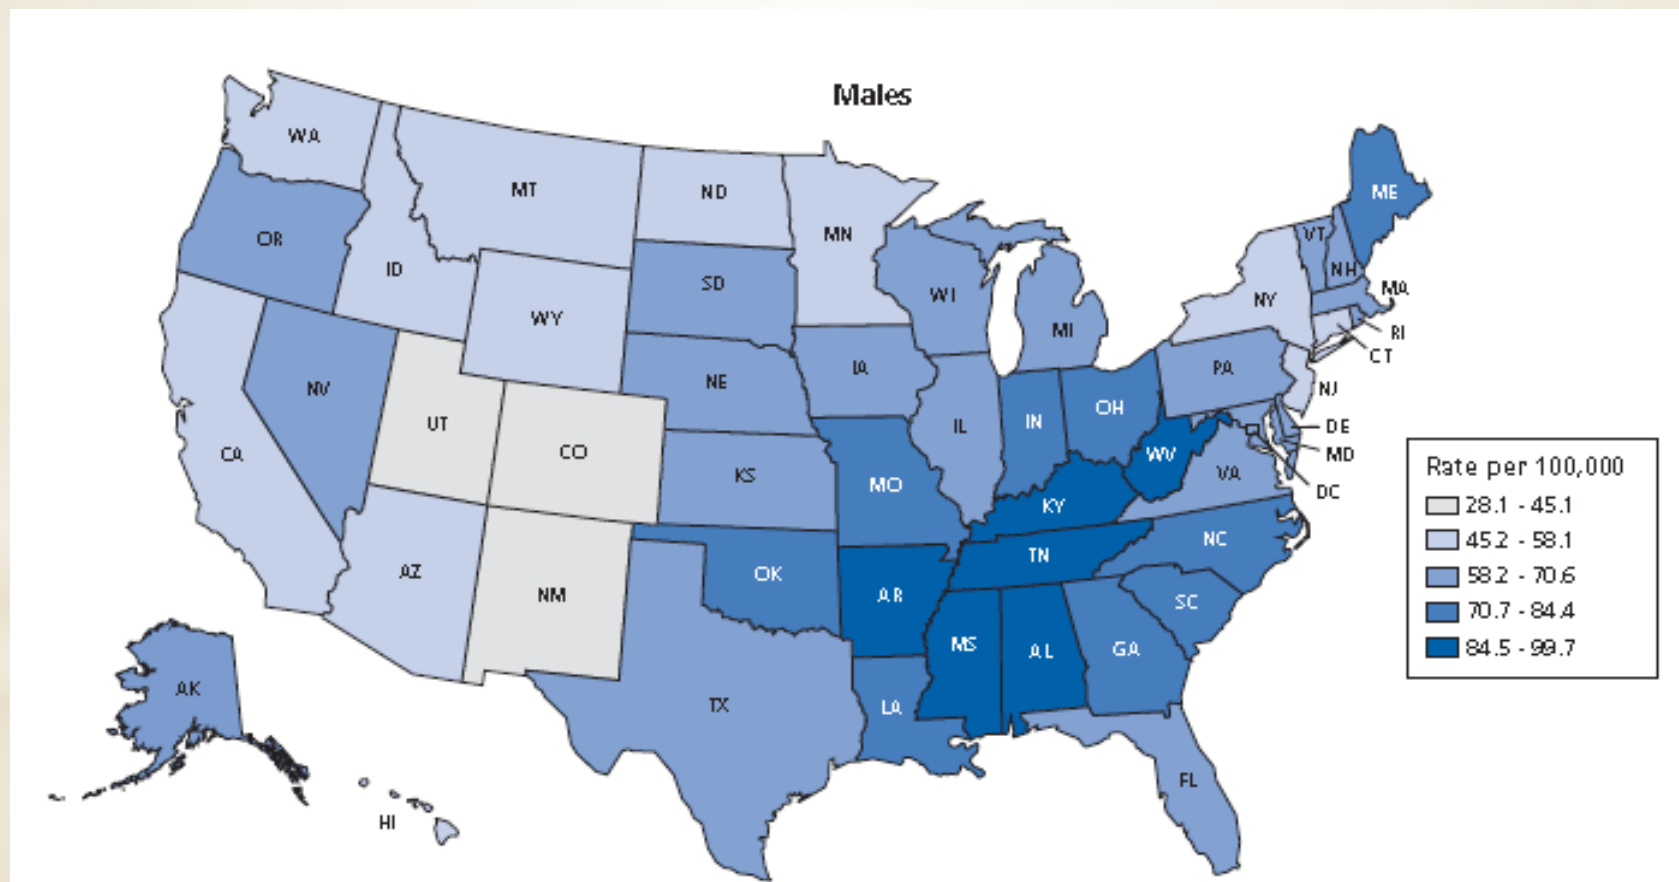 Males
WA
MT
ND
MN
ME
OR
ID
WY
SD
WI
MI
VT
NH
NY
MA
RI
CT
NV
UT
CO
NE
IA
IL
IN
OH
PA
NJ
CA
KS
MO
WV
VA
DE
MD
DC
KY
AZ
NM
OK
AR
TN
NC
SC
MS
AL
GA
AK
TX
LA
FL
HI
Rate per 100,000
28.1 - 45.1
45.2 - 58.1
58.2 - 70.6
70.7 - 84.4
84.5 - 99.7